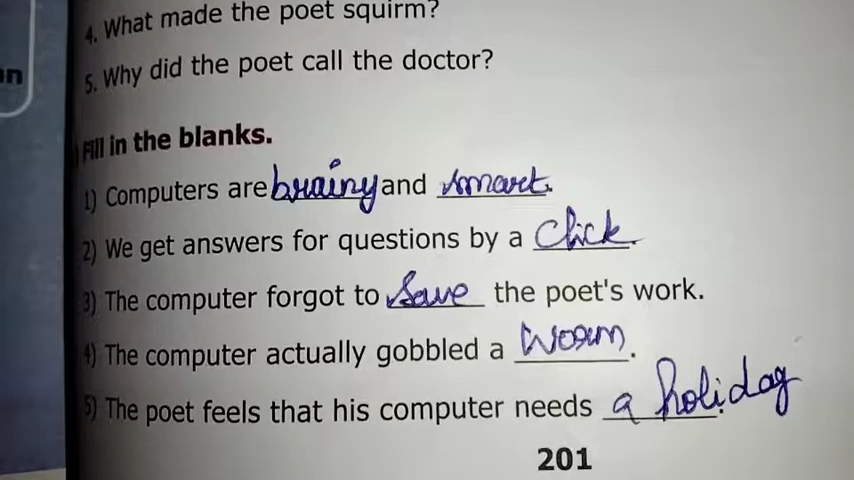 4. What made the poet squirm?
5. Why did the poet call the doctor?
Fill in the blanks.
1) Computers are brainy and smart.
2) We get answers for questions by a Click.
3) The computer forgot to Save the poet's work.
4) The computer actually gobbled a Worm.
5) The poet feels that his computer needs a holiday.
201